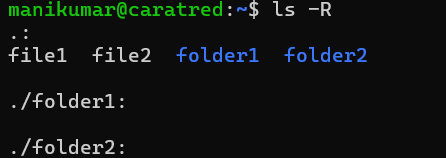 manikumar@caratred:~$ ls -R
.:
file1  file2  folder1  folder2
./folder1:
./folder2: